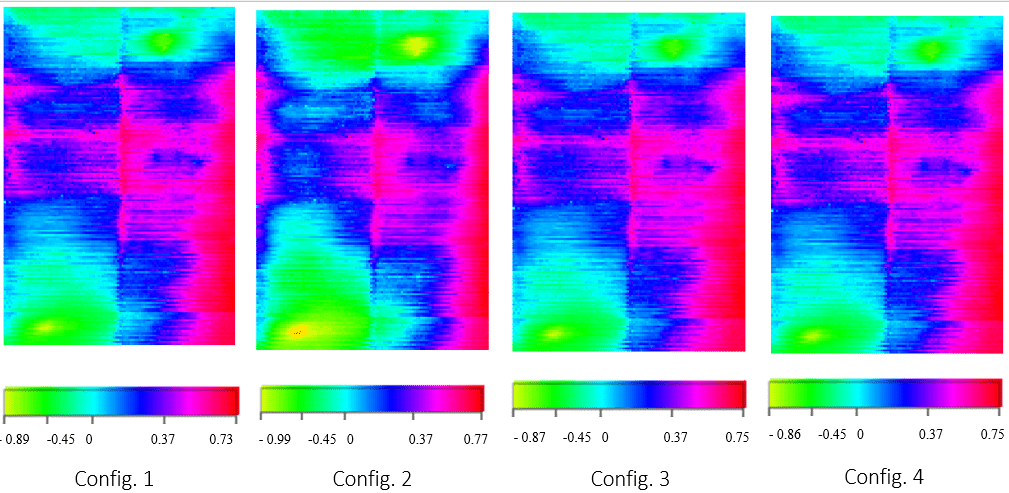 - 0.89 -0.45 0 0.37 0.73
- 0.99 -0.45 0 0.37 0.77
- 0.87 -0.45 0 0.37 0.75
-0.86 -0.45 0 0.37 0.75
Config. 1
Config. 2
Config. 3
Config. 4